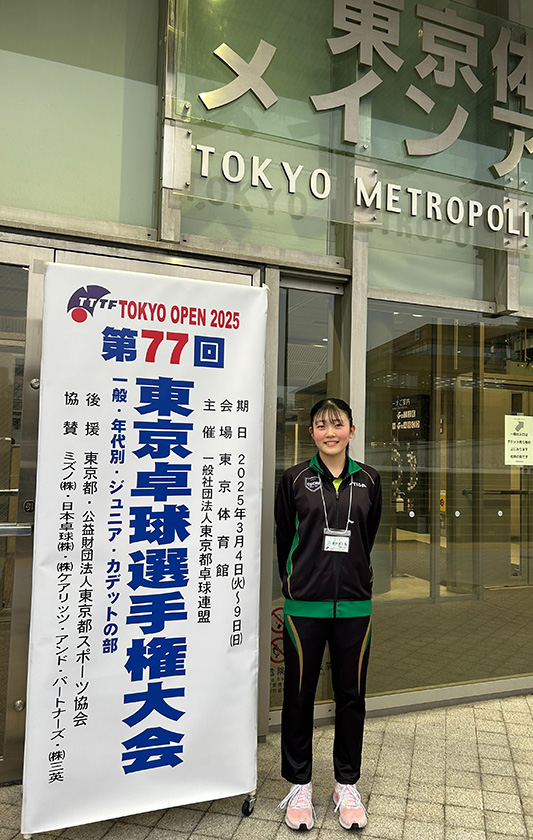 東京体
メインア
TOKYO METROPOLI
TTTF TOKYO OPEN 2025
第77回
東京卓球選手権大会
一般・年代別・ジュニア・カデットの部
期日 2025年3月4日(火)~9日(日)
会場 東京体育館
主催 一般社団法人東京都卓球連盟
後援 東京都・公益財団法人東京都スポーツ協会
協賛 ミズノ(株)・日本卓球(株)・(株)ケアリッツ・アンド・パートナーズ・(株)三英
STIGA